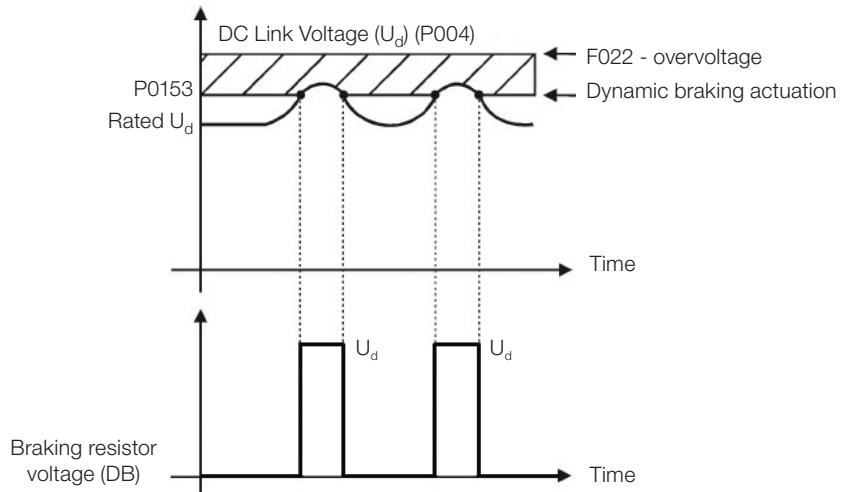 DC Link Voltage (Ud) (P004)
F022 - overvoltage
P0153
Dynamic braking actuation
Rated Ud
Time
Ud
Ud
Braking resistor
voltage (DB)
Time